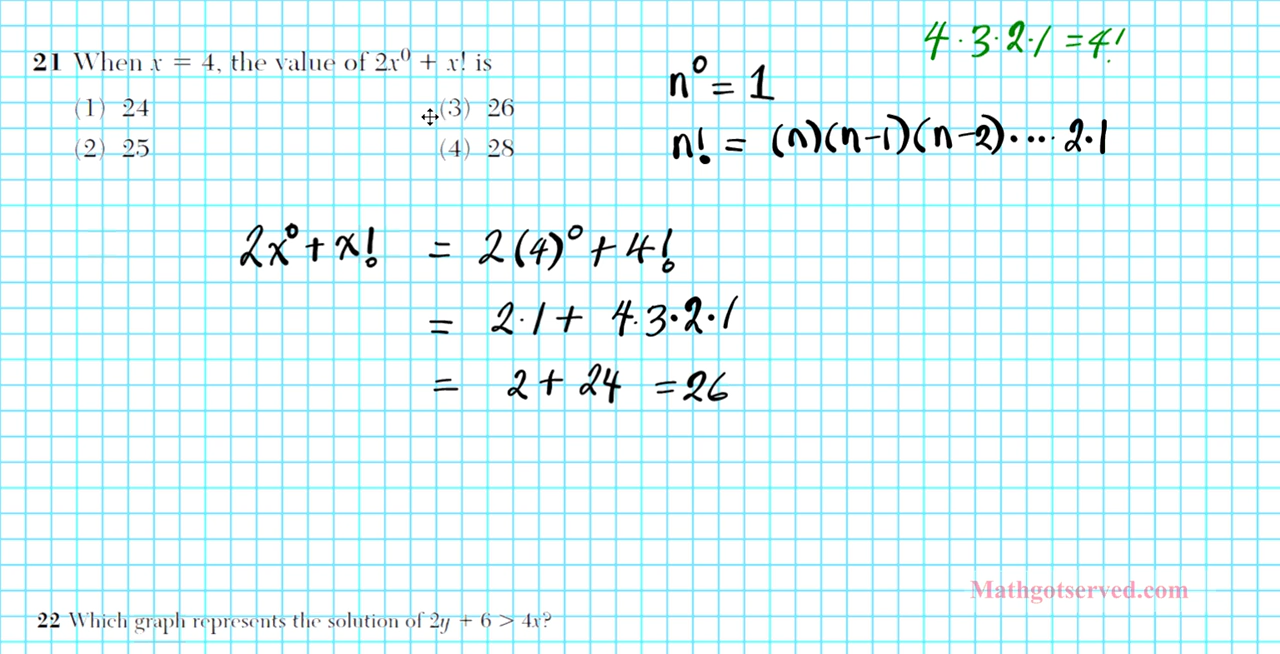 21 When x = 4, the value of 2x⁰ + x! is
(1) 24
(3) 26
(2) 25
(4) 28
4·3·2·1 = 4!
n⁰ = 1
n! = (n)(n-1)(n-2)·...2·1
2x⁰ + x! = 2(4)⁰ + 4!
= 2·1 + 4·3·2·1
= 2 + 24 = 26
Mathgotserved.com
22 Which graph represents the solution of 2y + 6 > 4x?